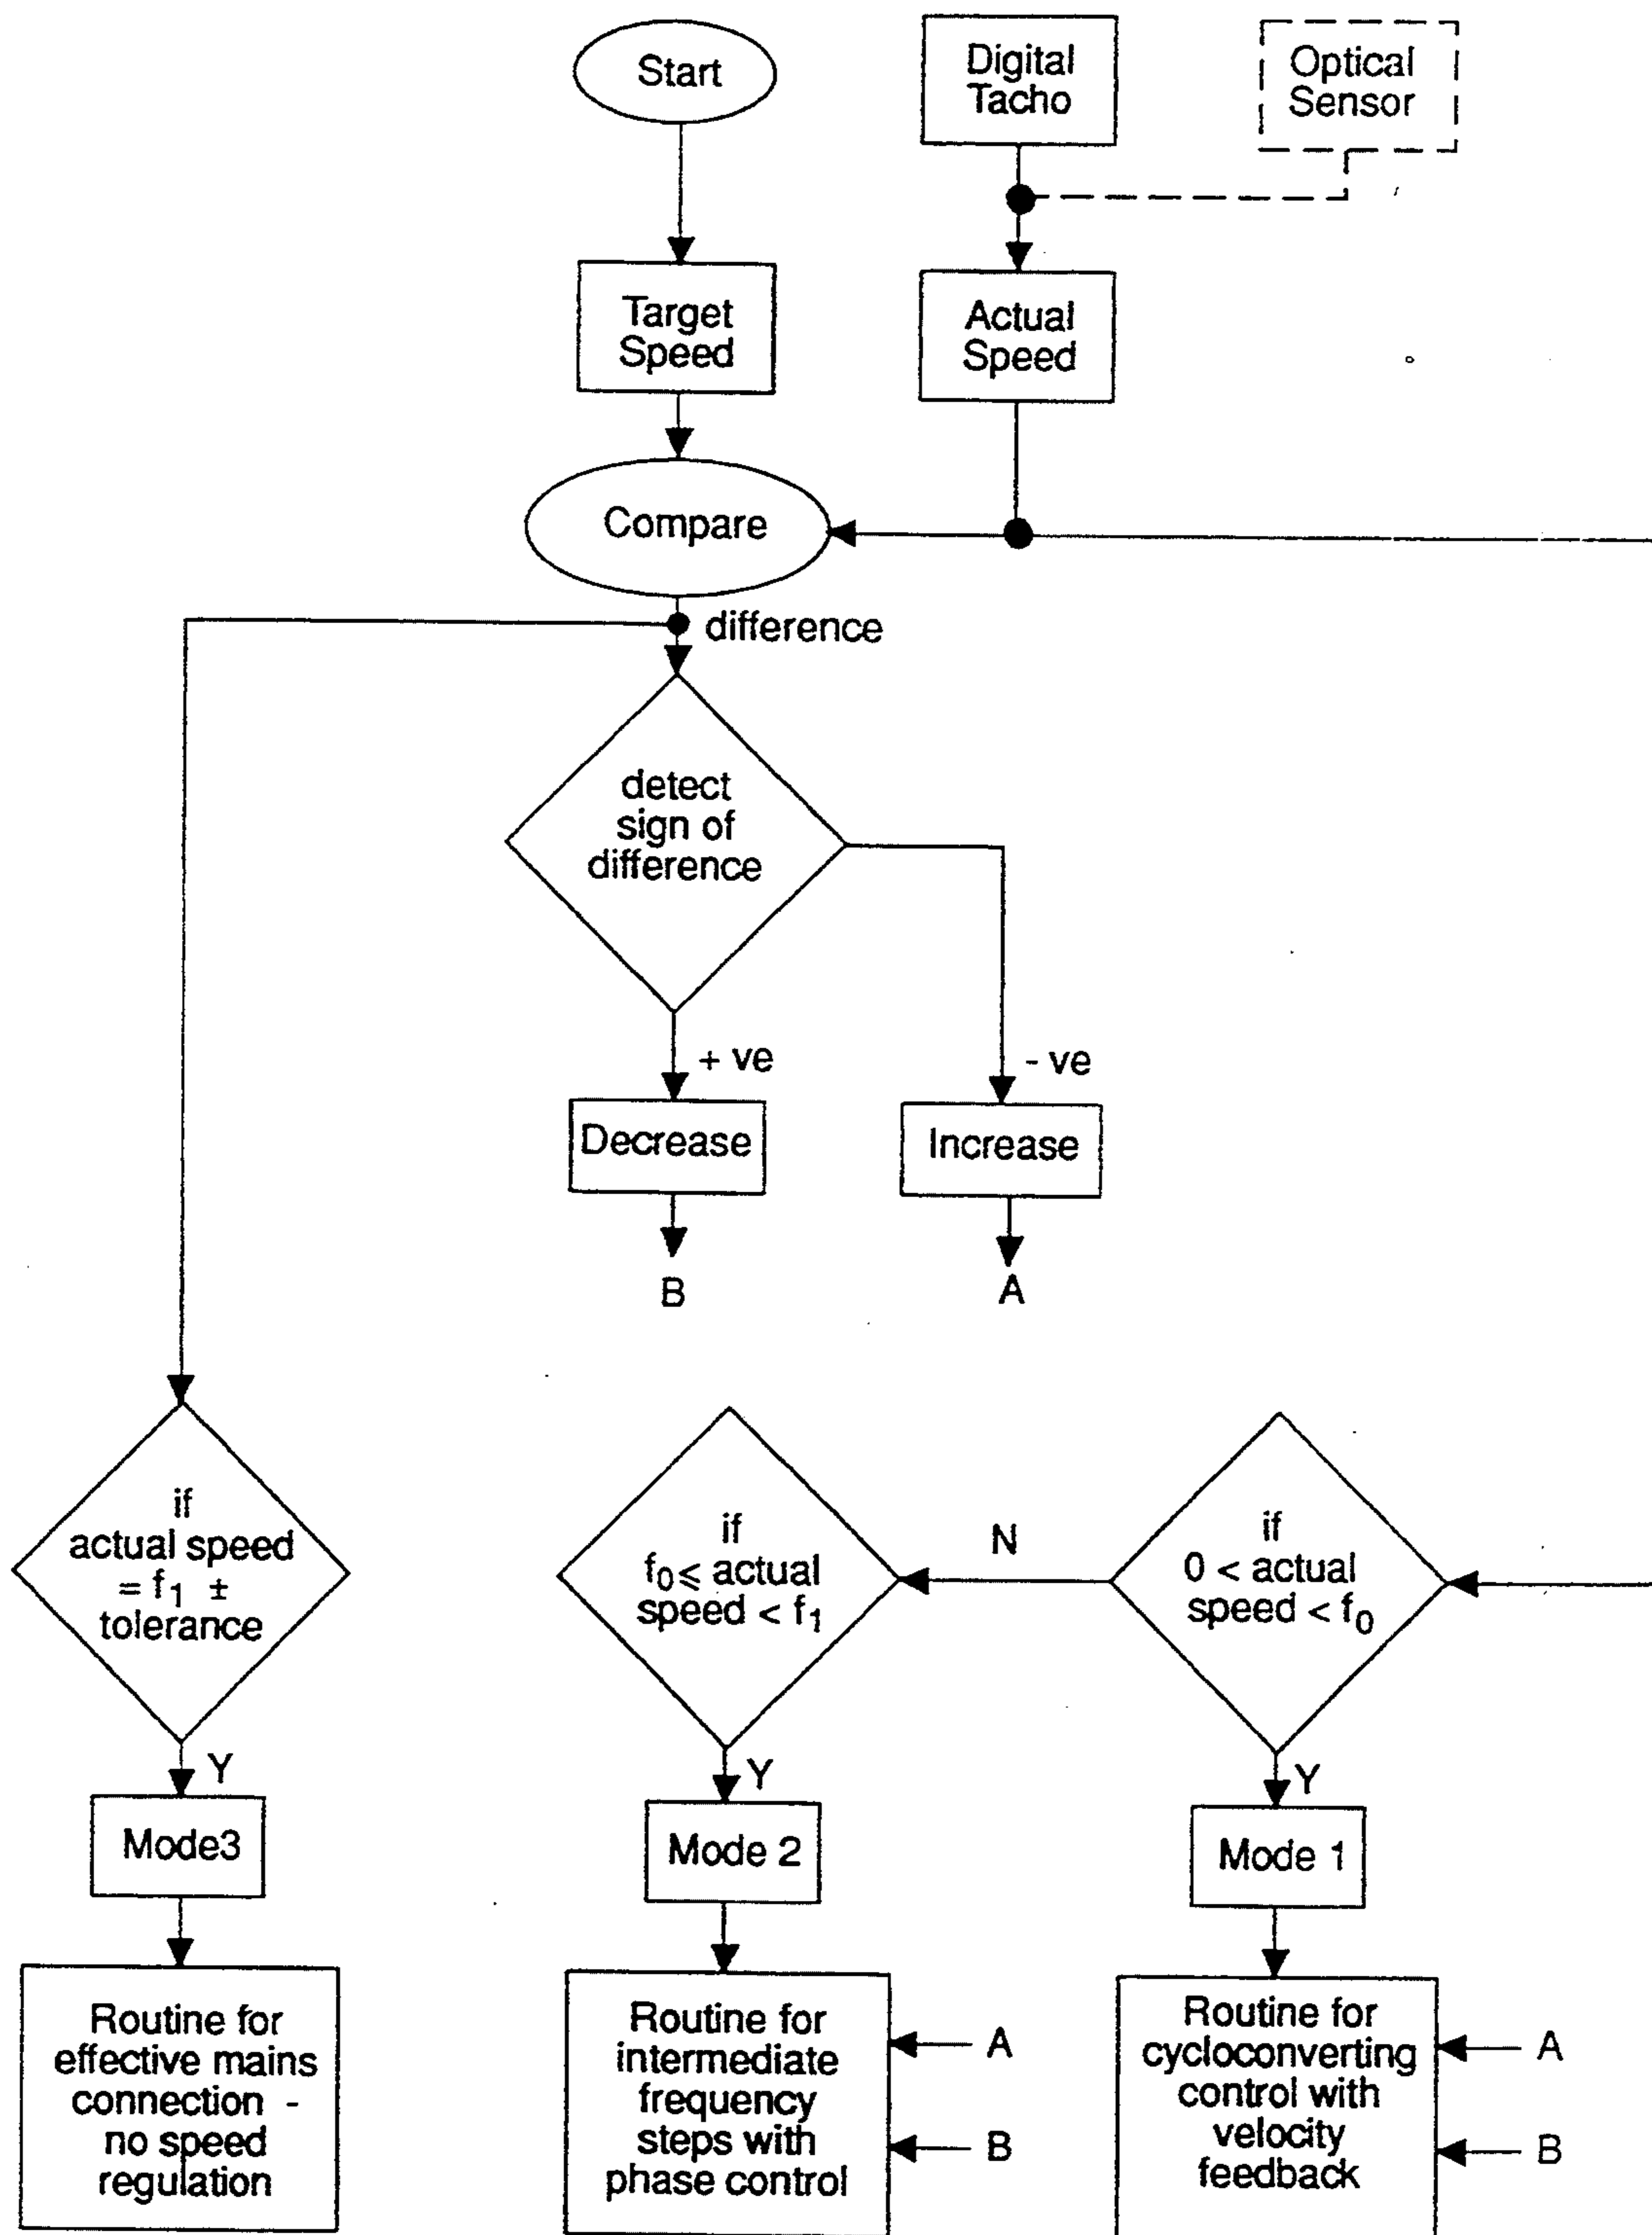 Start
Digital
Tacho
Optical
Sensor
Target
Speed
Actual
Speed
Compare
difference
detect
sign of
difference
+ ve
- ve
Decrease
Increase
B
A
if
actual speed
= f₁ ±
tolerance
if
f₀⩽ actual
speed < f₁
N
if
0 < actual
speed < f₀
Y
Y
Y
Mode3
Mode 2
Mode 1
Routine for
effective mains
connection -
no speed
regulation
Routine for
intermediate
frequency
steps with
phase control
A
B
Routine for
cycloconverting
control with
velocity
feedback
A
B